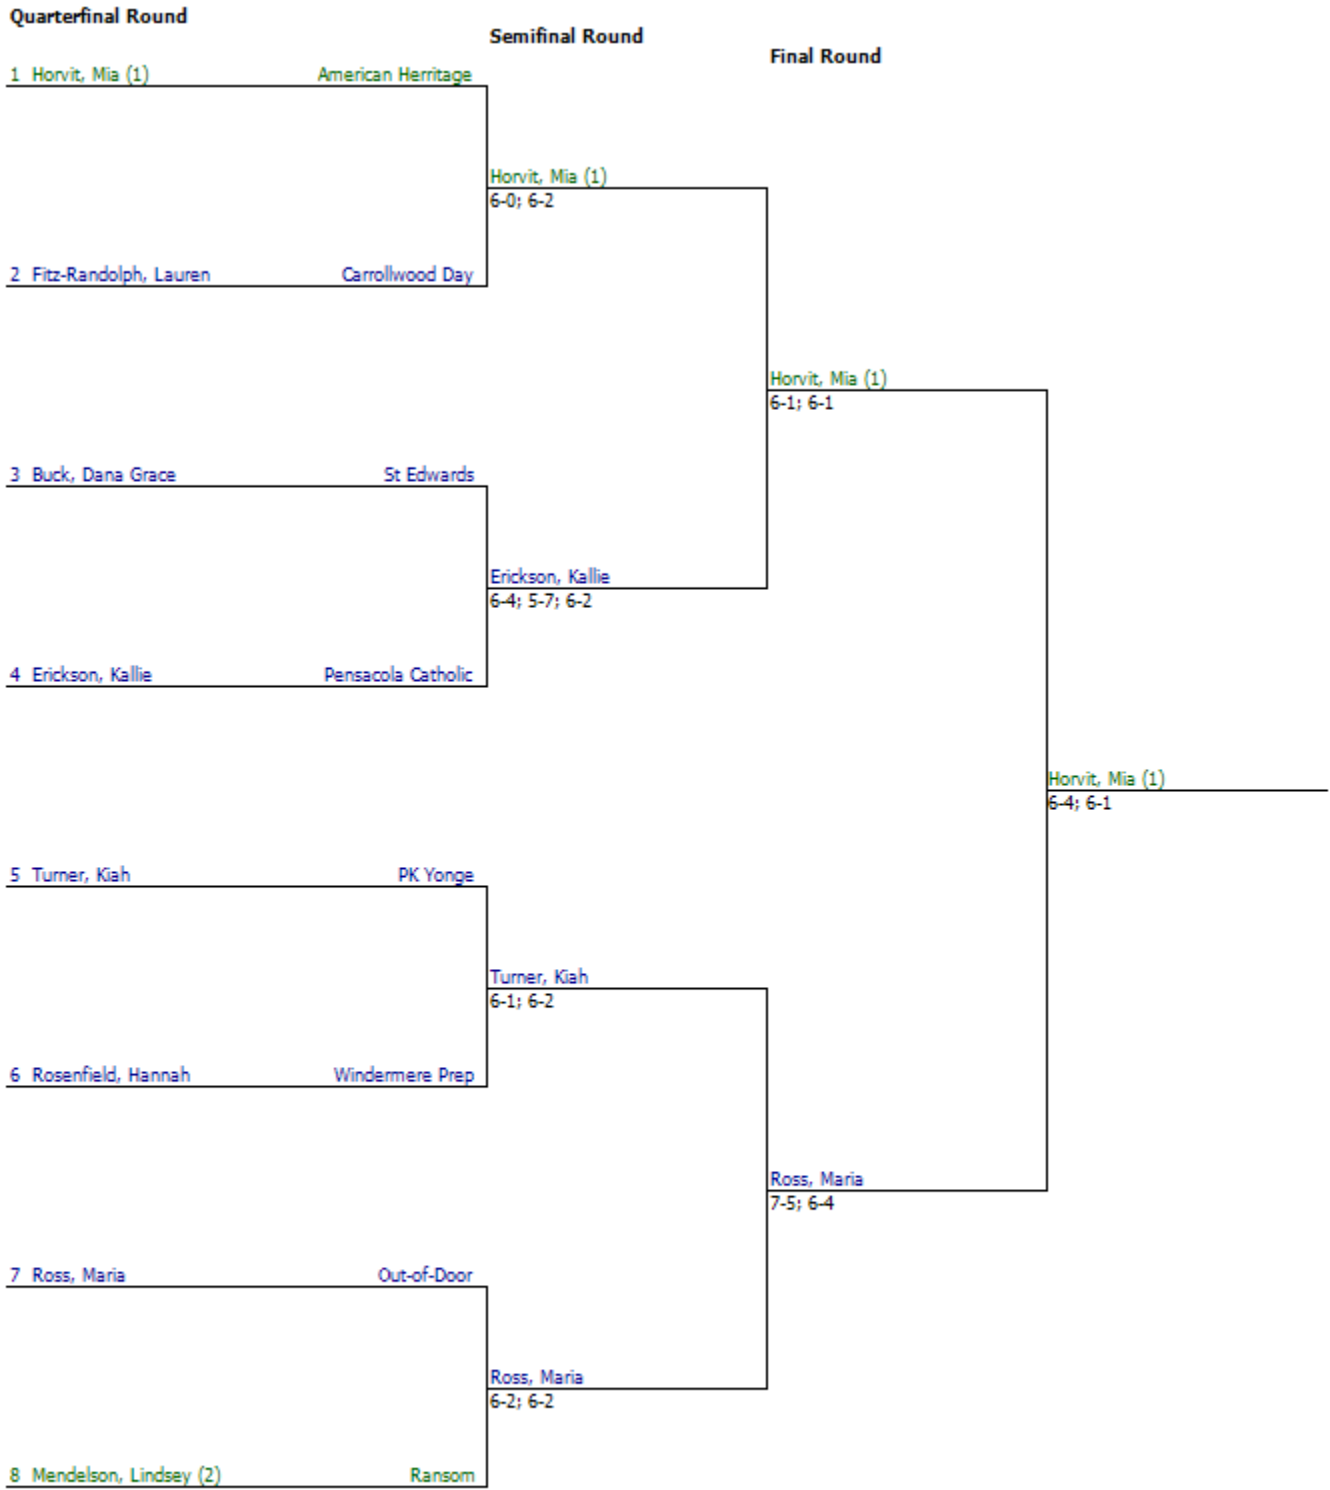 Quarterfinal Round
Semifinal Round
Final Round
1 Horvit, Mia (1) American Herritage
Horvit, Mia (1)
6-0; 6-2
2 Fitz-Randolph, Lauren Carrollwood Day
Horvit, Mia (1)
6-1; 6-1
3 Buck, Dana Grace St Edwards
Erickson, Kallie
6-4; 5-7; 6-2
4 Erickson, Kallie Pensacola Catholic
Horvit, Mia (1)
6-4; 6-1
5 Turner, Kiah PK Yonge
Turner, Kiah
6-1; 6-2
6 Rosenfield, Hannah Windermere Prep
Ross, Maria
7-5; 6-4
7 Ross, Maria Out-of-Door
Ross, Maria
6-2; 6-2
8 Mendelson, Lindsey (2) Ransom